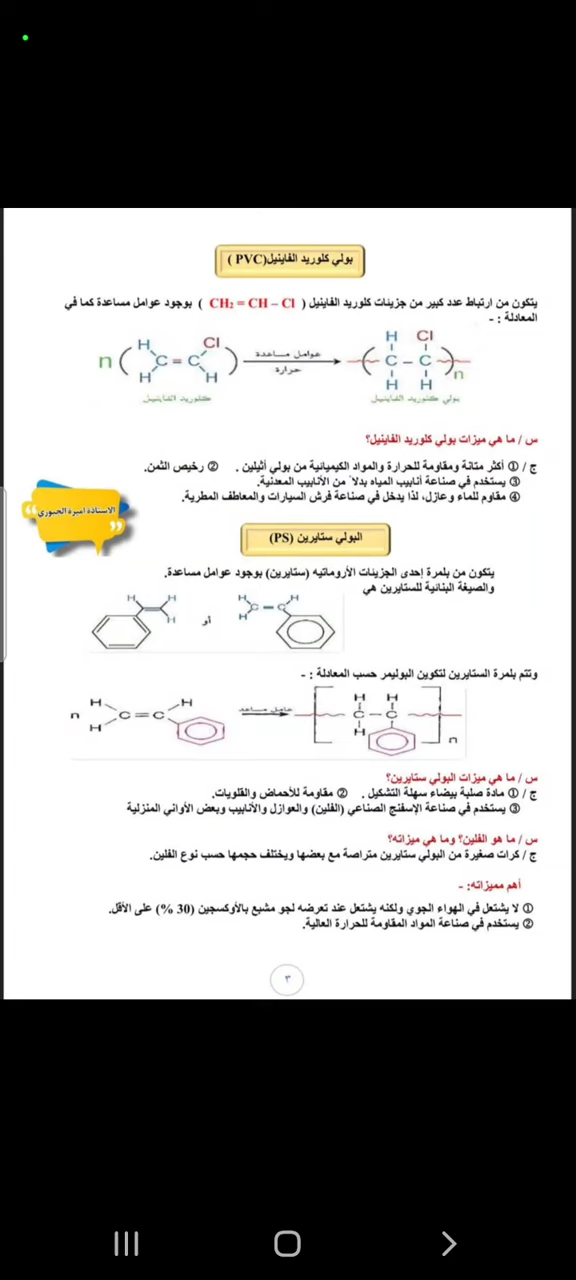 بولي كلوريد الفاينيل(PVC )
يتكون من ارتباط عدد كبير من جزيئات كلوريد الفاينيل ( CH₂ = CH – Cl ) بوجود عوامل مساعدة كما في
المعادلة : -
n ( H H C = C Cl H ) عوامل مساعدة حرارة ( H Cl C – C H H ) n
كلوريد الفاينيل بولي كلوريد الفاينيل
س / ما هي ميزات بولي كلوريد الفاينيل؟
ج / ① أكثر متانة ومقاومة للحرارة والمواد الكيميائية من بولي أثيلين . ② رخيص الثمن.
③ يستخدم في صناعة أنابيب المياه بدلاً من الأنابيب المعدنية.
④ مقاوم للماء وعازل، لذا يدخل في صناعة فرش السيارات والمعاطف المطرية.
الاستاذة اميرة الجبوري
البولي ستايرين (PS)
يتكون من بلمرة إحدى الجزيئات الأروماتيه (ستايرين) بوجود عوامل مساعدة.
والصيغة البنائية للستايرين هي
H H H أو H H C = C H
وتتم بلمرة الستايرين لتكوين البوليمر حسب المعادلة : -
n H H C = C H عامل مساعد [ H H C – C H ] n
س / ما هي ميزات البولي ستايرين؟
ج / ① مادة صلبة بيضاء سهلة التشكيل . ② مقاومة للأحماض والقلويات.
③ يستخدم في صناعة الإسفنج الصناعي (الفلين) والعوازل والأنابيب وبعض الأواني المنزلية
س / ما هو الفلين؟ وما هي ميزاته؟
ج / كرات صغيرة من البولي ستايرين متراصة مع بعضها ويختلف حجمها حسب نوع الفلين.
أهم مميزاته: -
① لا يشتعل في الهواء الجوي ولكنه يشتعل عند تعرضه لجو مشبع بالأوكسجين (30 %) على الأقل.
② يستخدم في صناعة المواد المقاومة للحرارة العالية.
٣